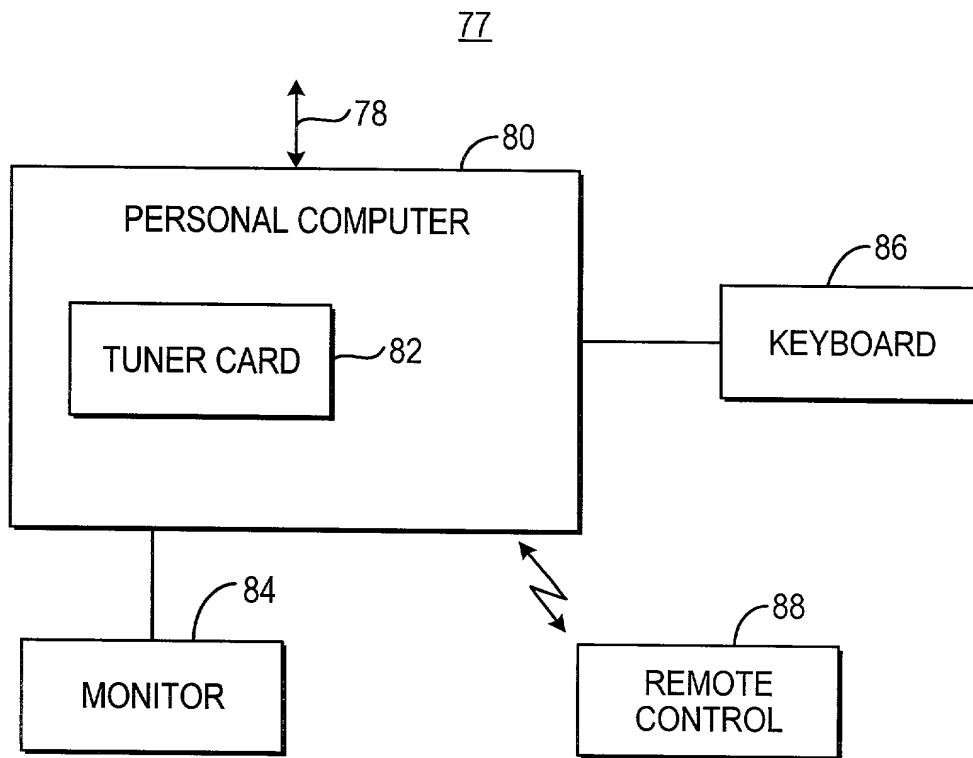 77
78
80
PERSONAL COMPUTER
86
TUNER CARD
82
KEYBOARD
84
88
MONITOR
REMOTE
CONTROL